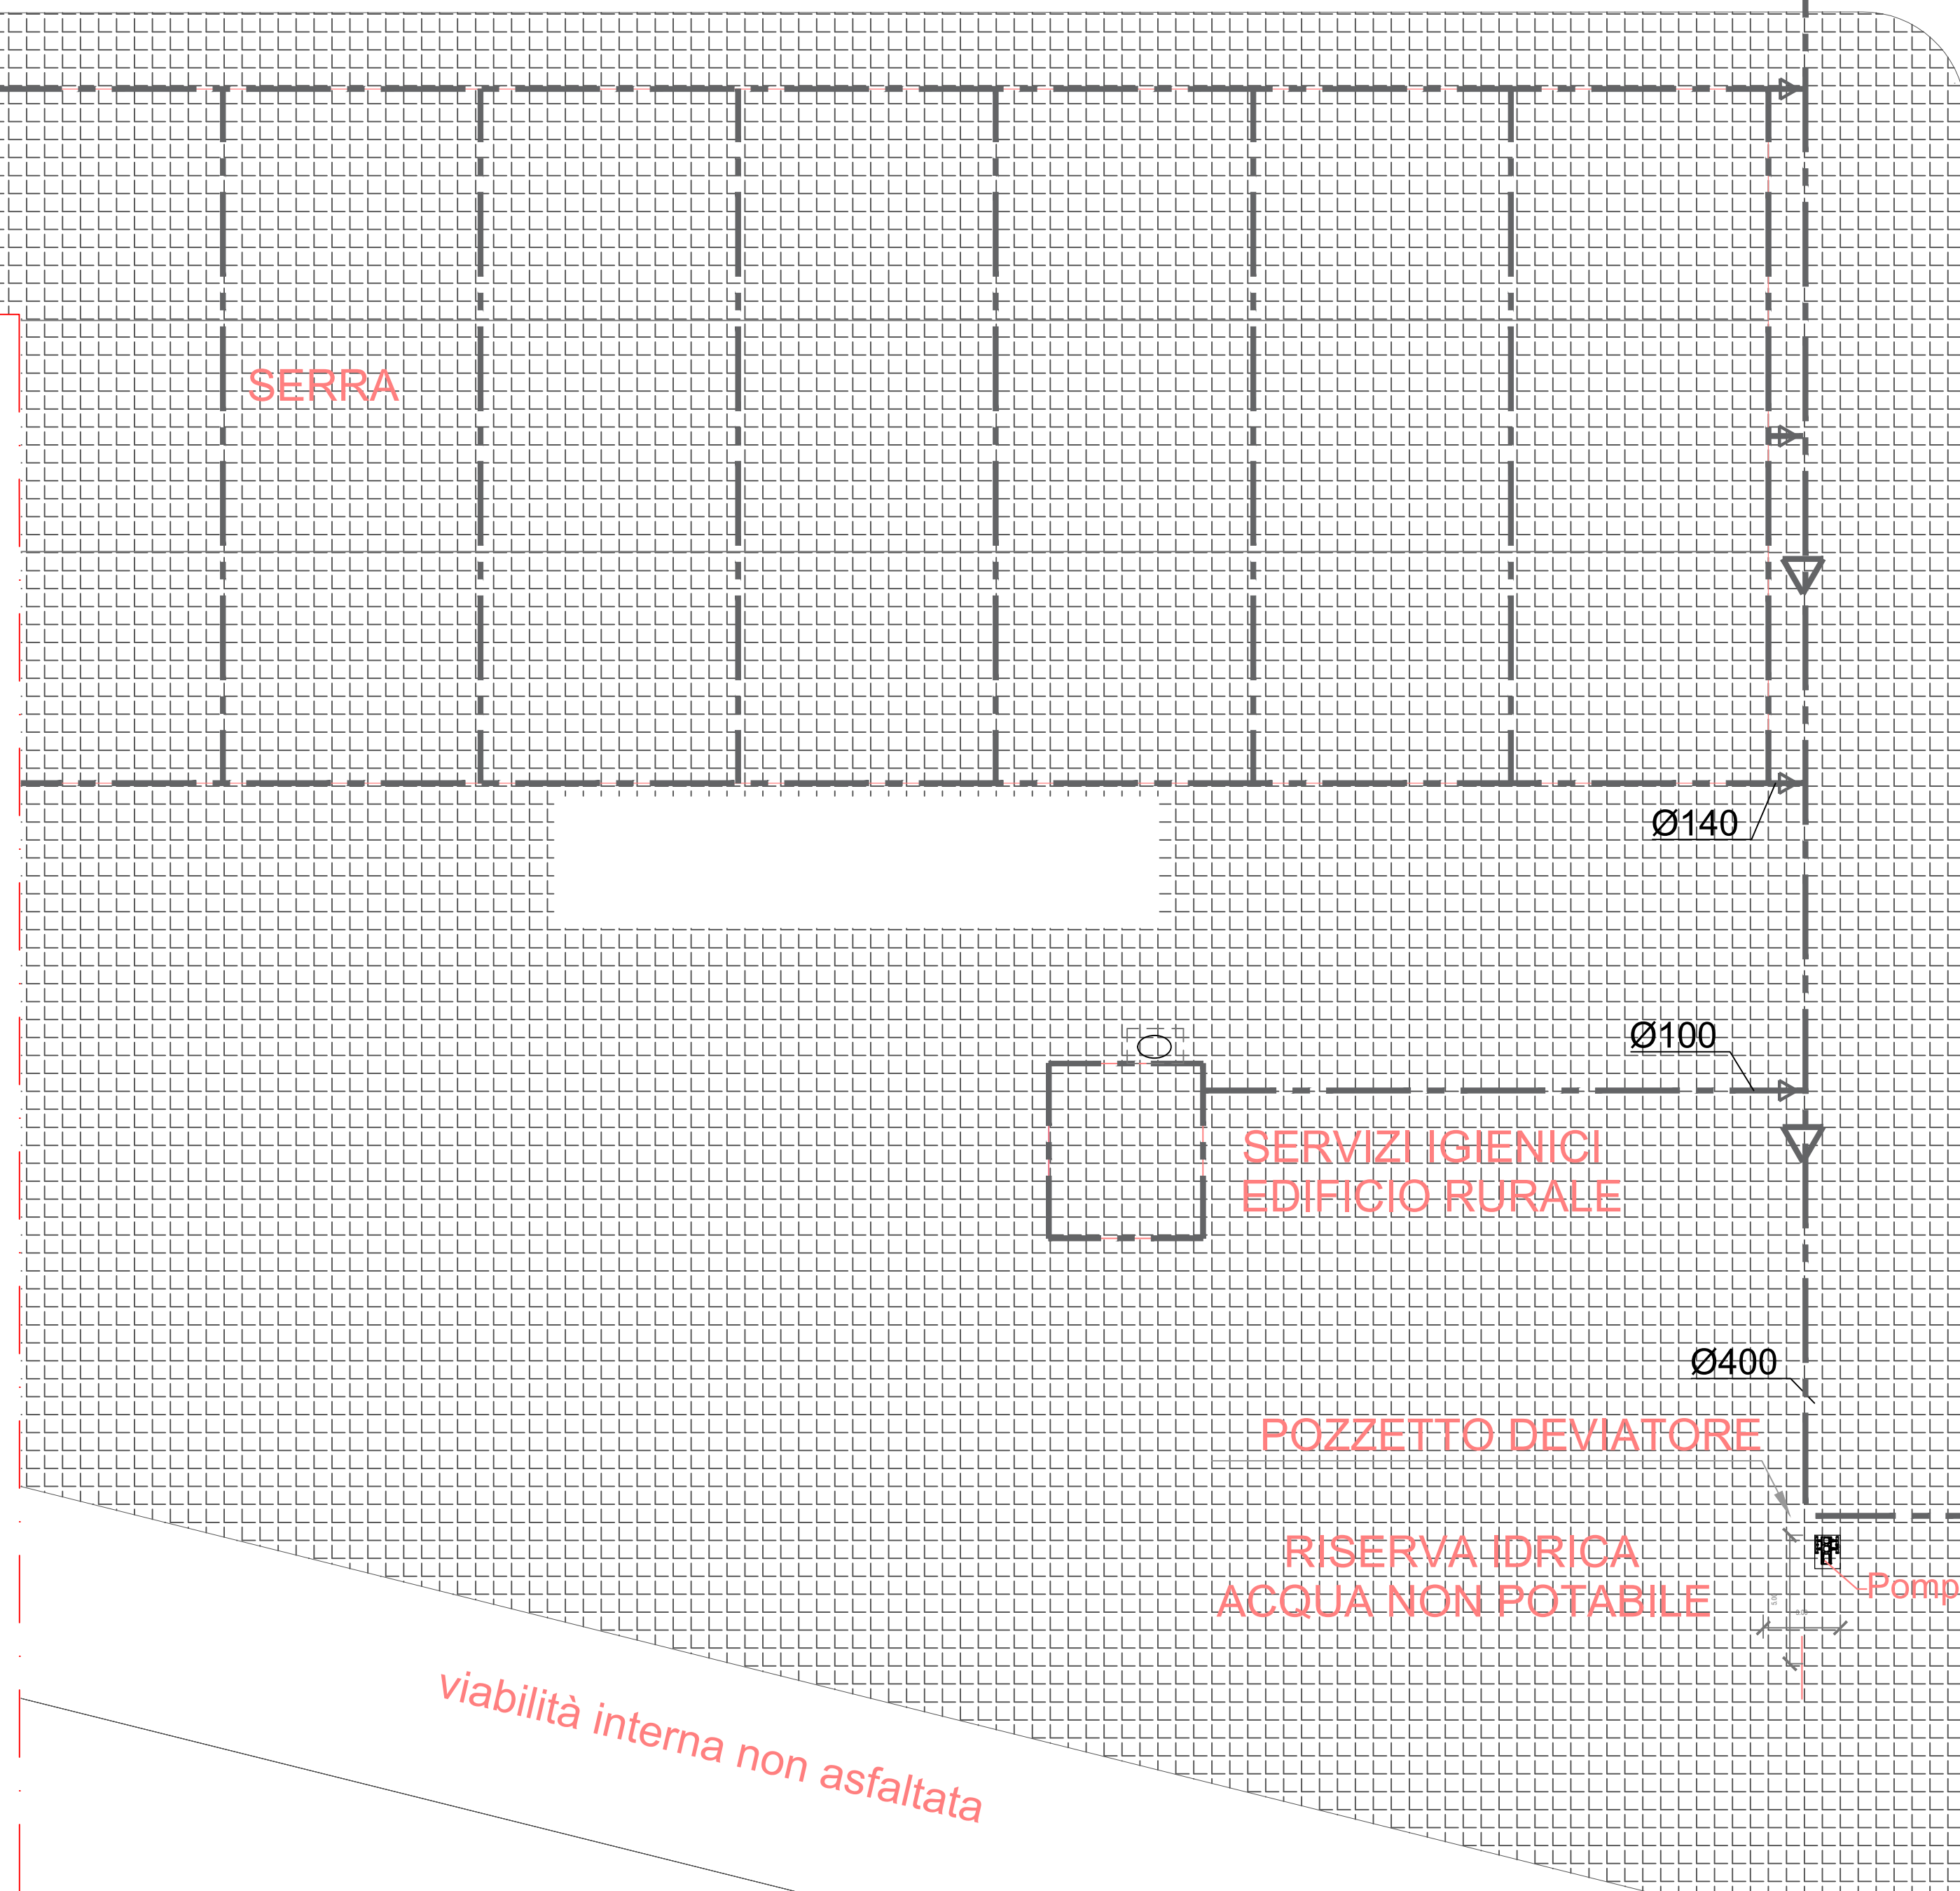 SERRA
Ø140
Ø100
SERVIZI IGIENICI
EDIFICIO RURALE
Ø400
POZZETTO DEVIATORE
RISERVA IDRICA
ACQUA NON POTABILE
Pomp
viabilità interna non asfaltata